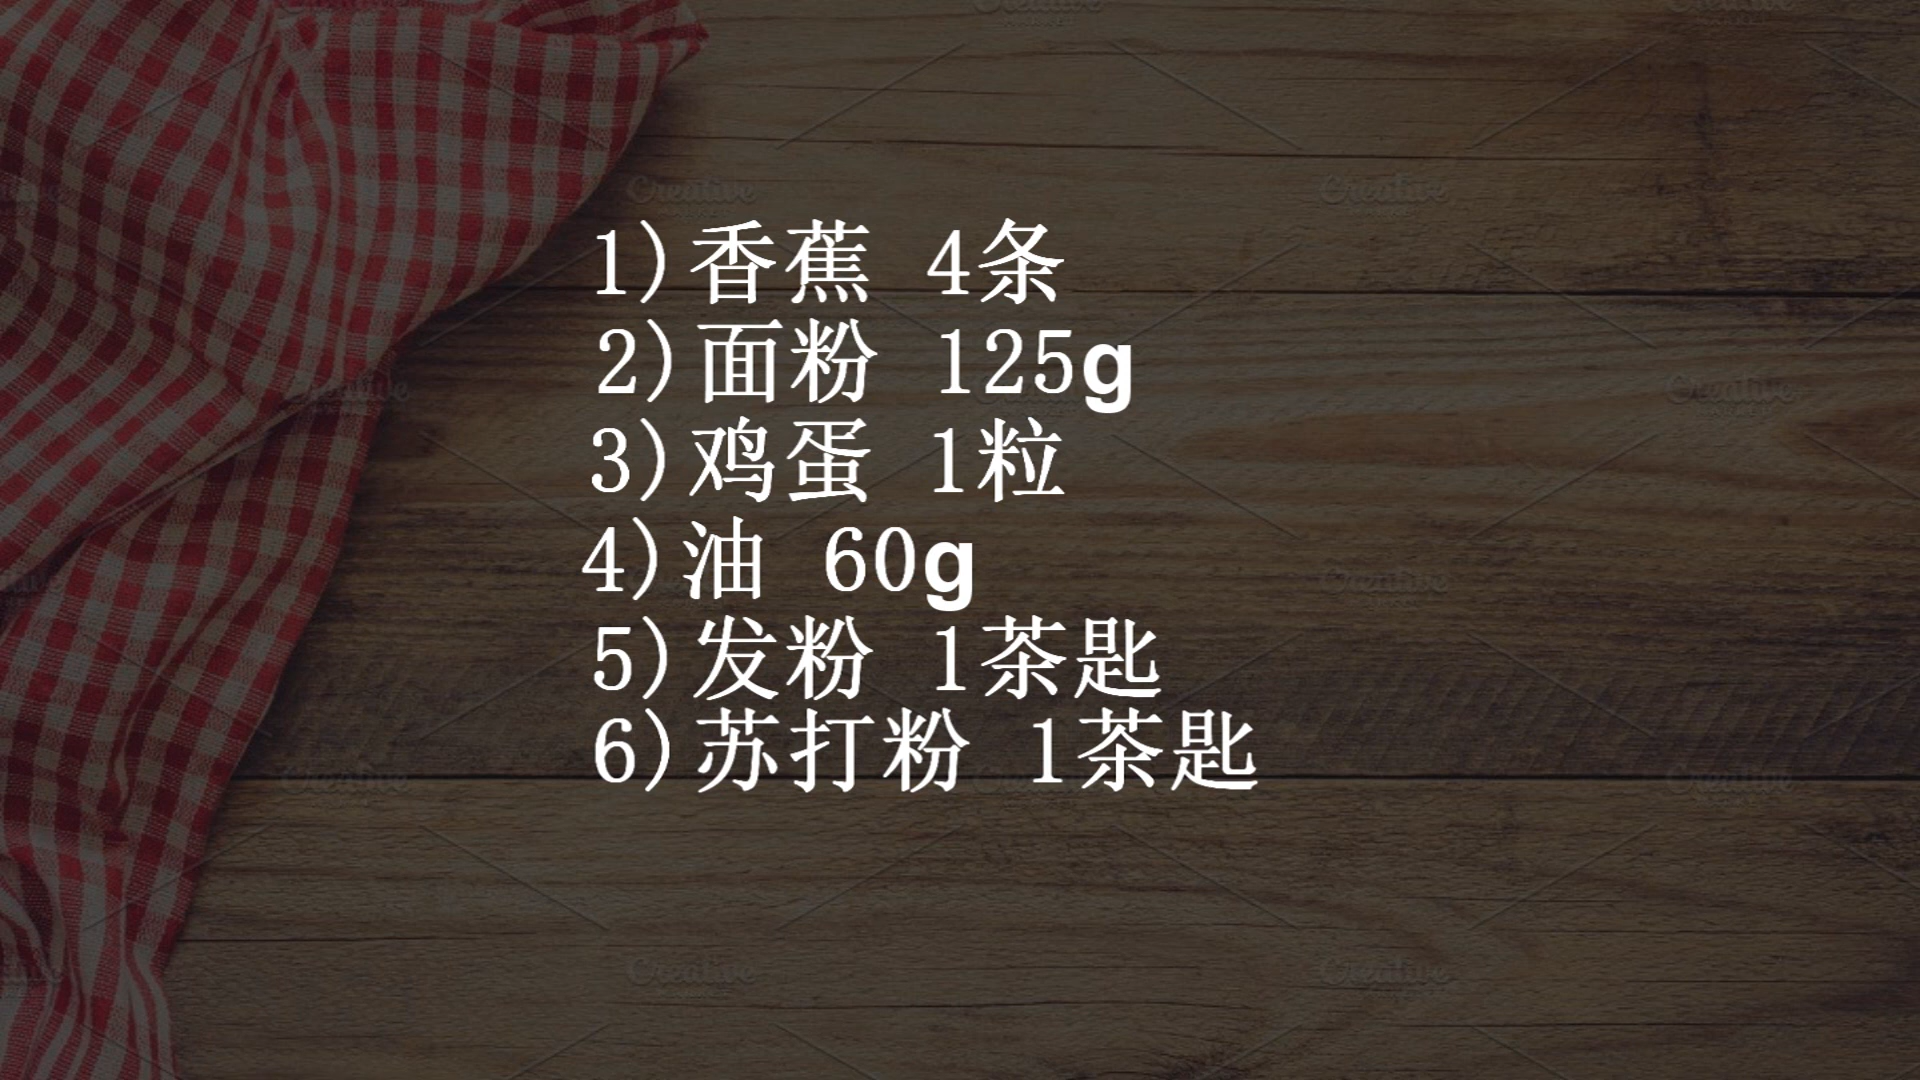 1)香蕉 4条
2)面粉 125g
3)鸡蛋 1粒
4)油 60g
5)发粉 1茶匙
6)苏打粉 1茶匙
Creative